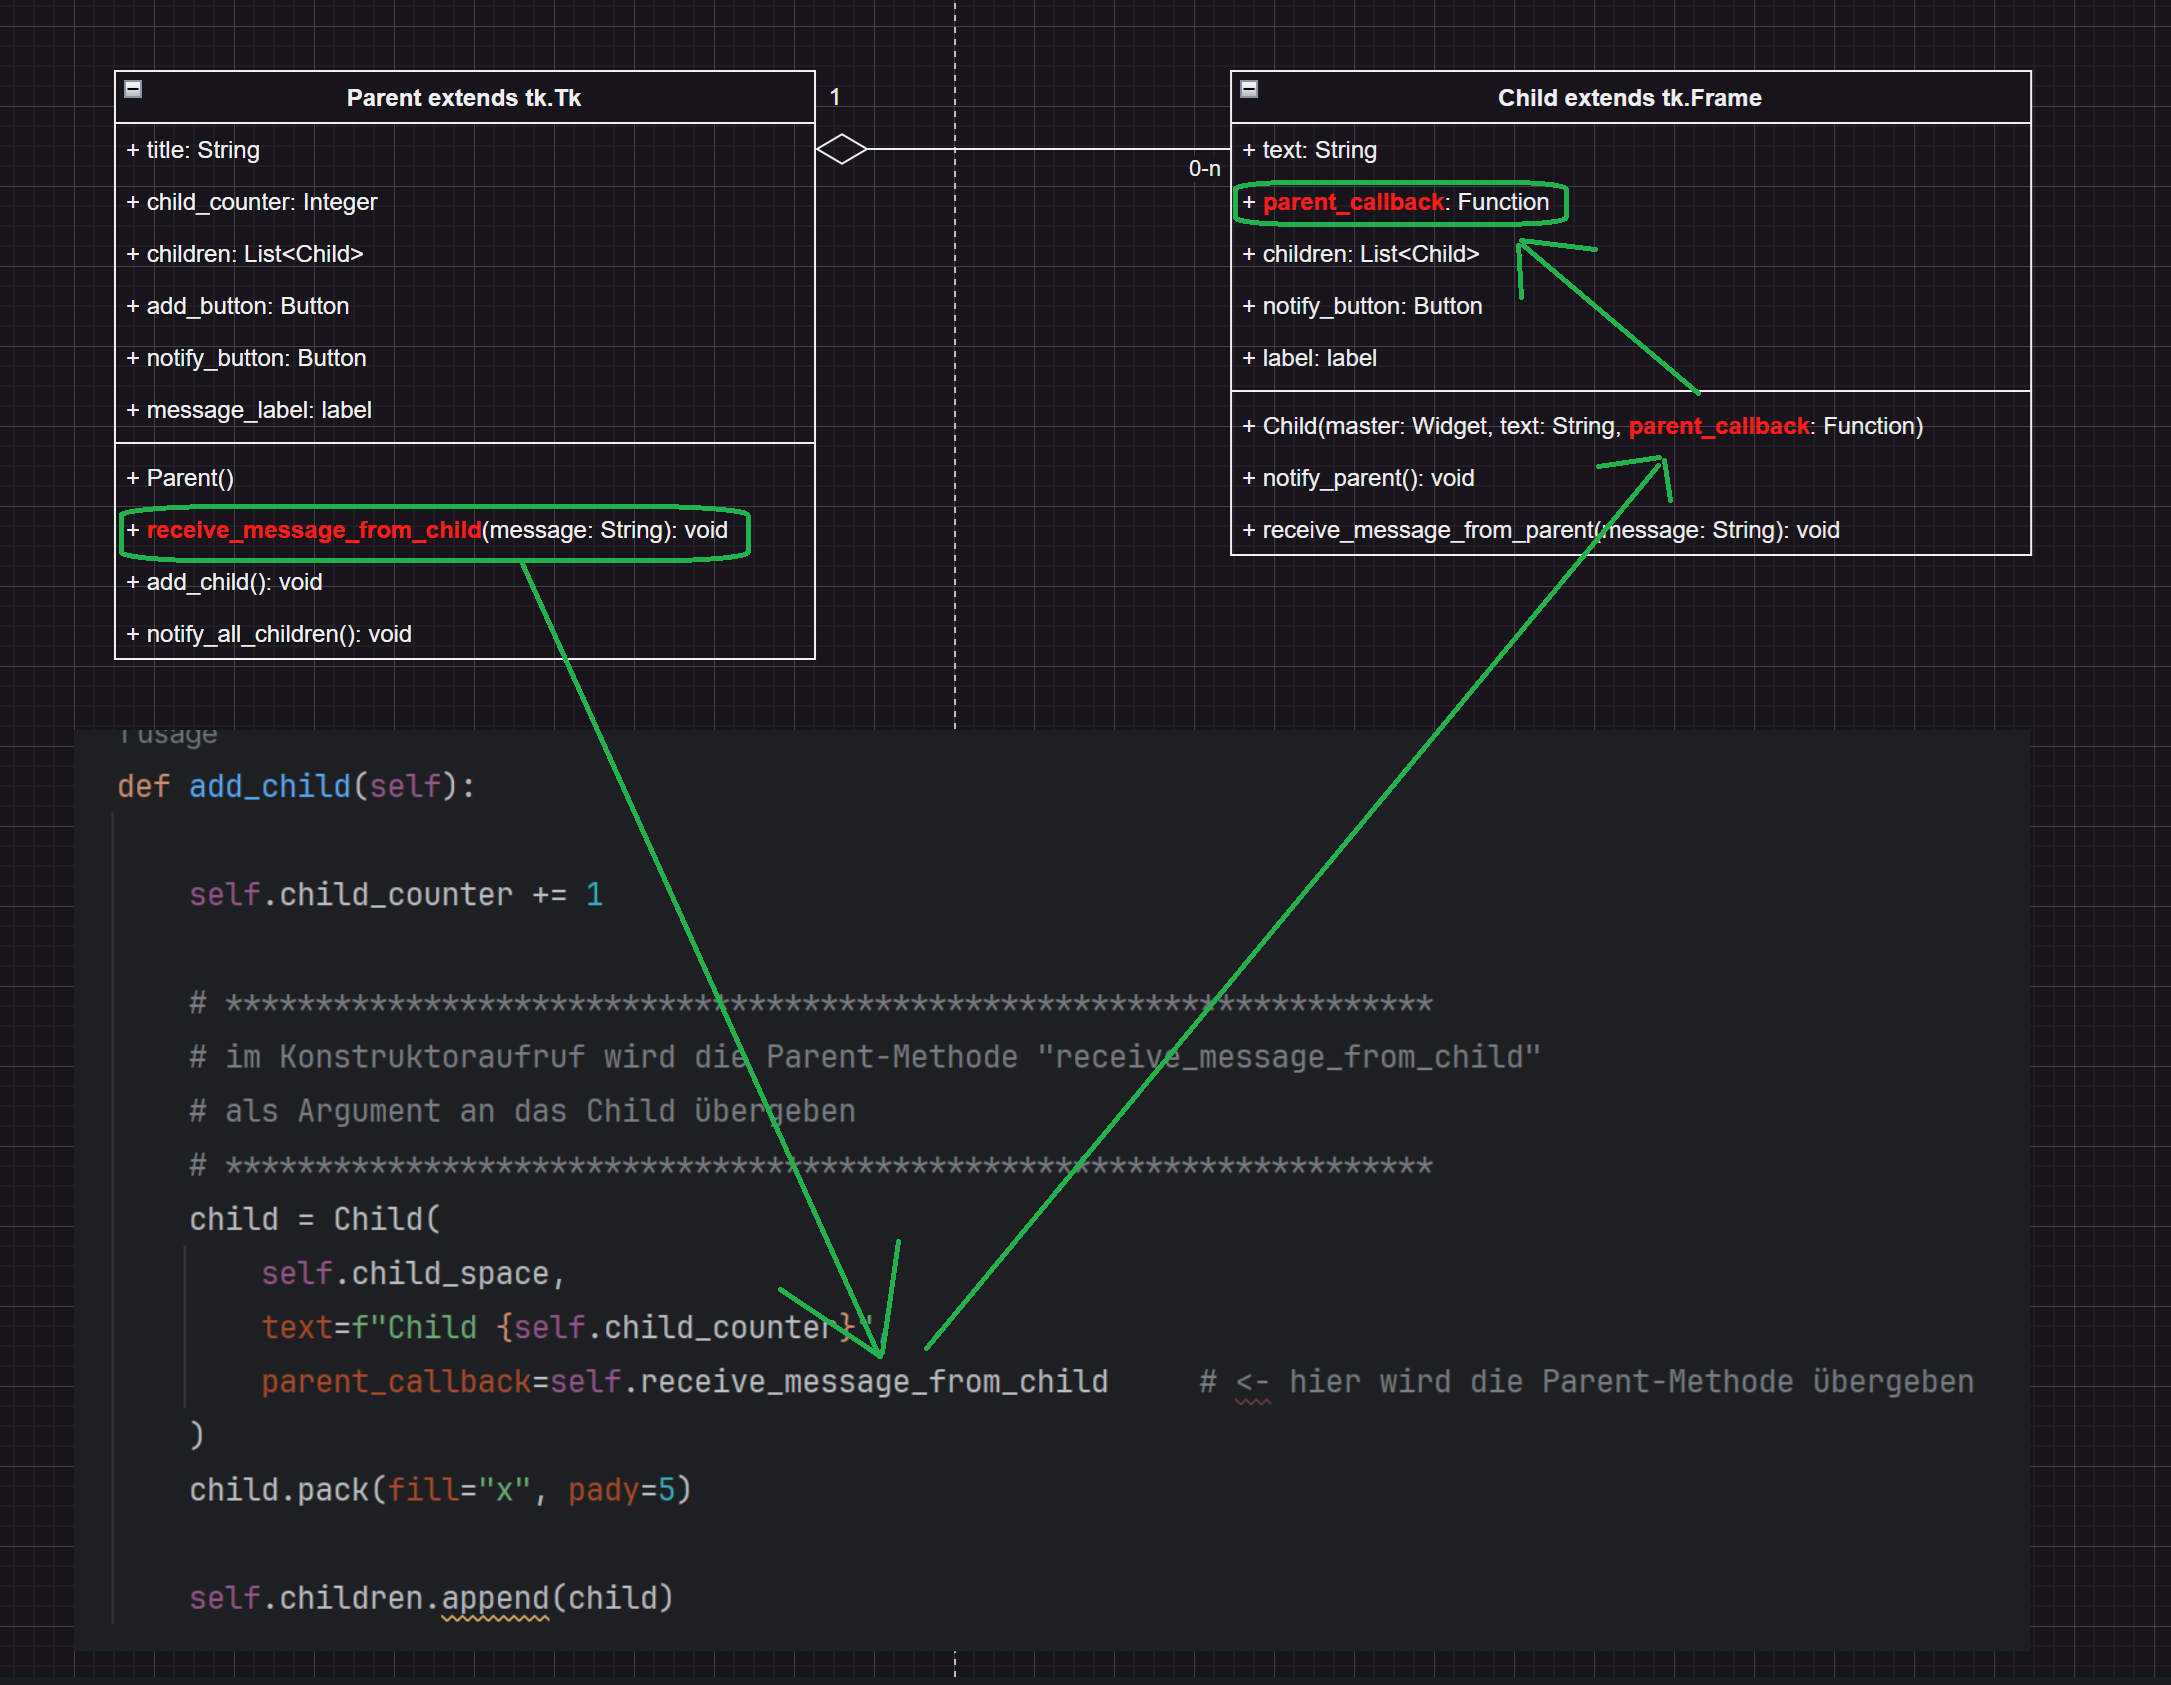 Parent extends tk.Tk
+ title: String
+ child_counter: Integer
+ children: List<Child>
+ add_button: Button
+ notify_button: Button
+ message_label: label
+ Parent()
+ receive_message_from_child(message: String): void
+ add_child(): void
+ notify_all_children(): void
1
0-n
Child extends tk.Frame
+ text: String
+ parent_callback: Function
+ children: List<Child>
+ notify_button: Button
+ label: label
+ Child(master: Widget, text: String, parent_callback: Function)
+ notify_parent(): void
+ receive_message_from_parent(message: String): void
1 usage
def add_child(self):
self.child_counter += 1
# *******************************************************************
# im Konstruktoraufruf wird die Parent-Methode "receive_message_from_child"
# als Argument an das Child übergeben
# *******************************************************************
child = Child(
self.child_space,
text=f"Child {self.child_counter}"
parent_callback=self.receive_message_from_child # <- hier wird die Parent-Methode übergeben
)
child.pack(fill="x", pady=5)
self.children.append(child)